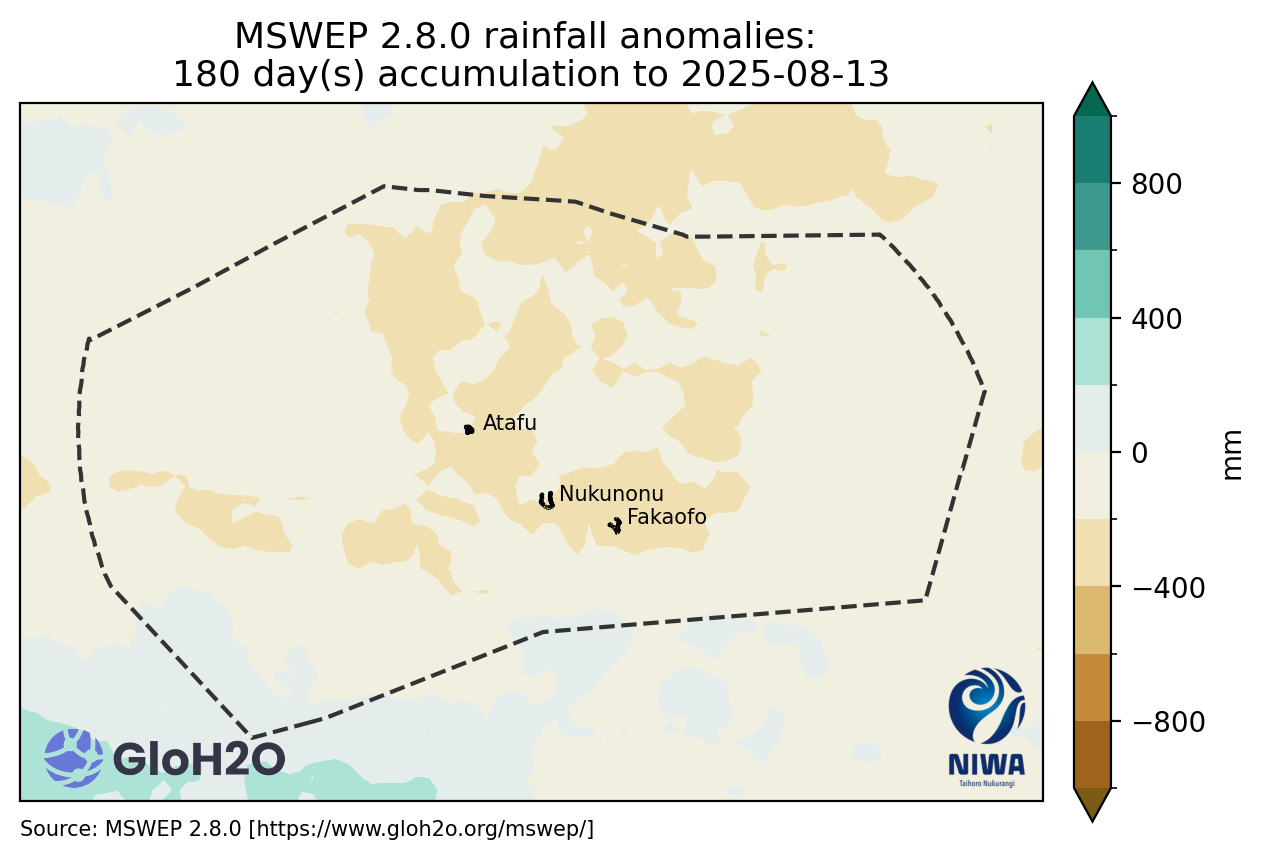 MSWEP 2.8.0 rainfall anomalies:
180 day(s) accumulation to 2025-08-13
800
400
0
−400
−800
mm
Atafu
Nukunonu
Fakaofo
GloH2O
NIWA
Taihoro Nukurangi
Source: MSWEP 2.8.0 [https://www.gloh2o.org/mswep/]